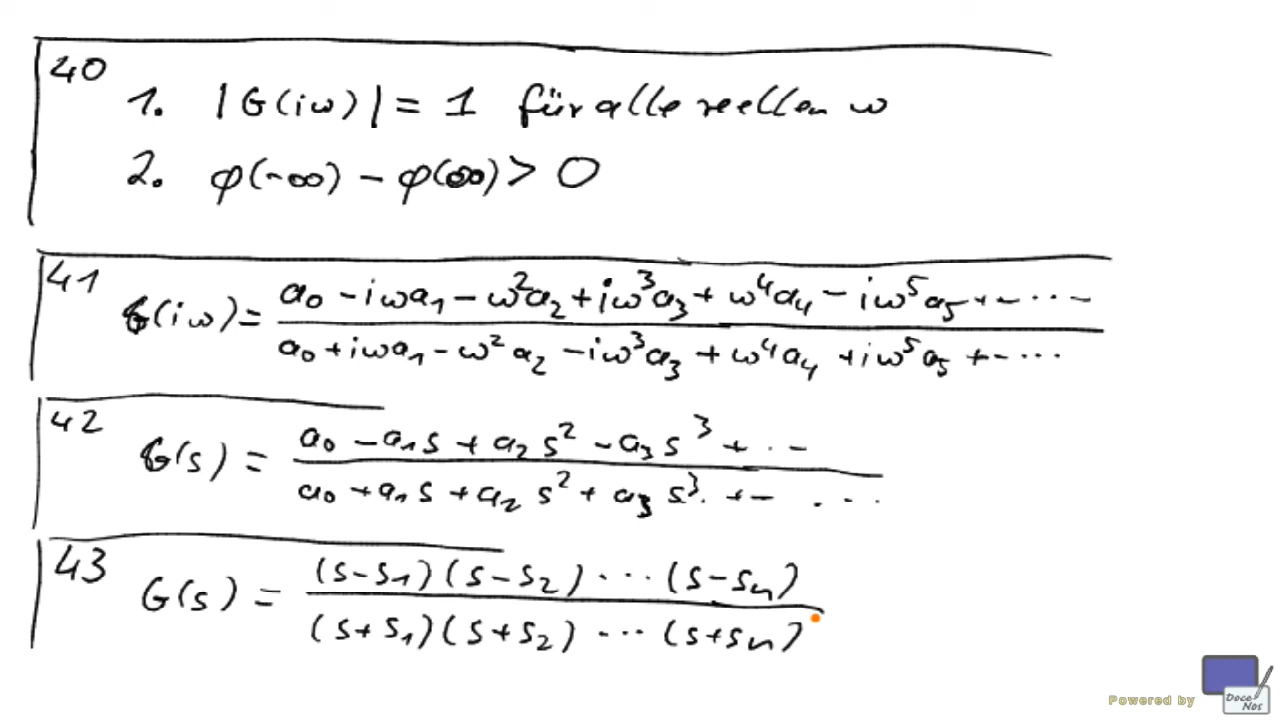 40
1. |G(iω)| = 1 für alle reellen ω
2. φ(-∞) - φ(∞) > 0
41
G(iω) = (a₀ - iωa₁ - ω²a₂ + iω³a₃ + ω⁴a₄ - iω⁵a₅ + - ⋯ -) / (a₀ + iωa₁ - ω²a₂ - iω³a₃ + ω⁴a₄ + iω⁵a₅ + - ⋯)
42
G(s) = (a₀ - a₁s + a₂s² - a₃s³ + ⋯) / (a₀ + a₁s + a₂s² + a₃s³ + - ⋯)
43
G(s) = (s-s₁)(s-s₂)⋯(s-sₙ) / (s+s₁)(s+s₂)⋯(s+sₙ)
Powered by
Doce
Nos